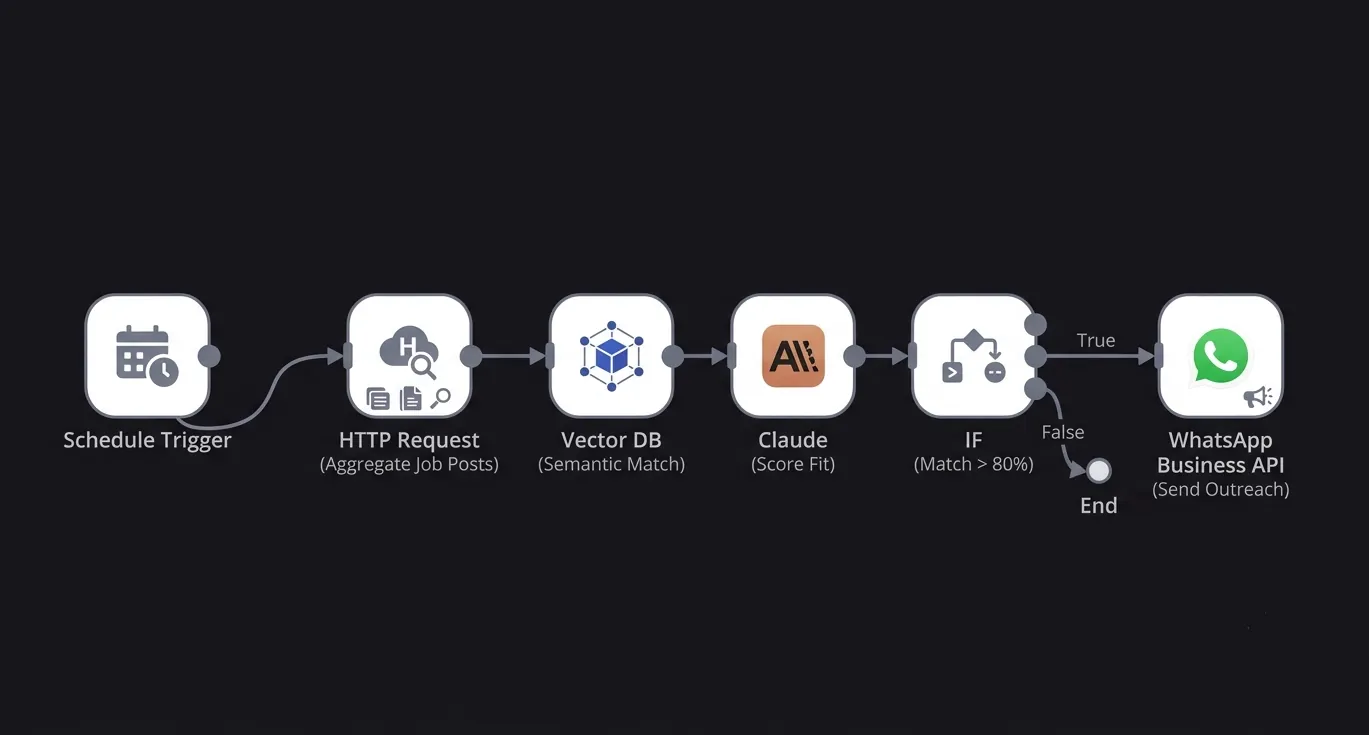 Schedule Trigger
HTTP Request
(Aggregate Job Posts)
Vector DB
(Semantic Match)
Claude
(Score Fit)
IF
(Match > 80%)
True
False
End
WhatsApp
Business API
(Send Outreach)
H